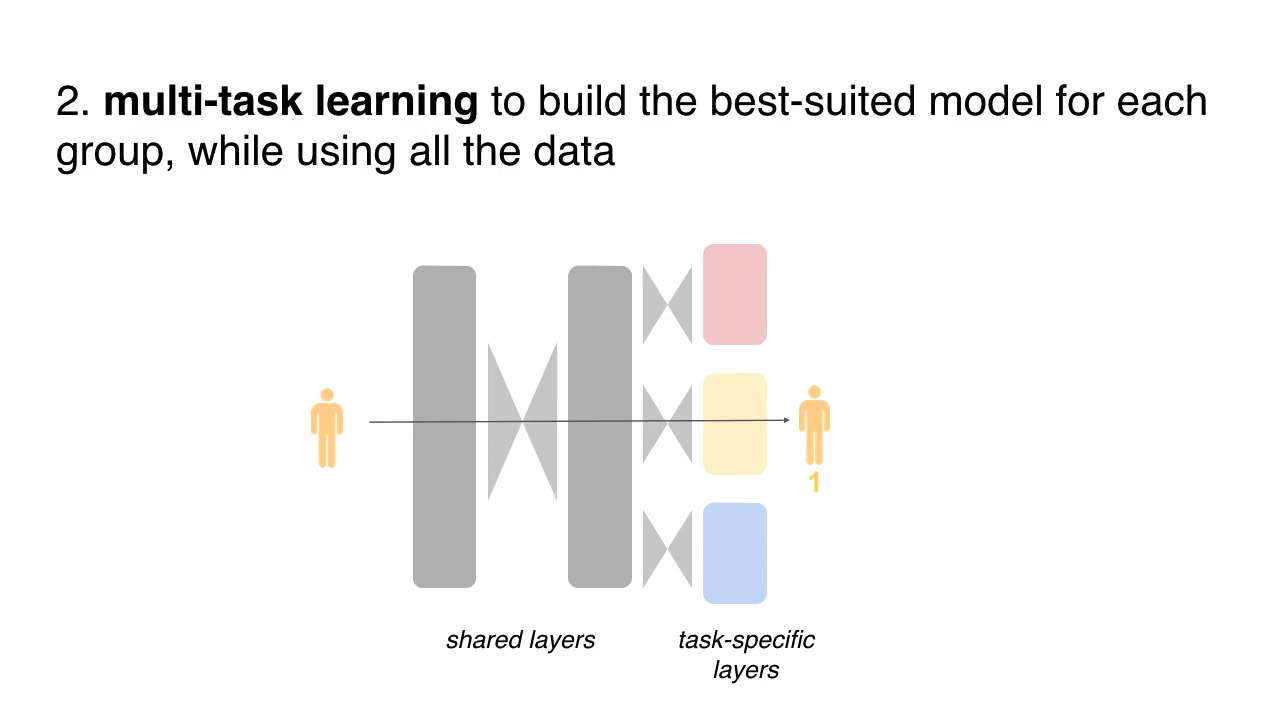 2. multi-task learning to build the best-suited model for each
group, while using all the data
1
shared layers
task-specific
layers